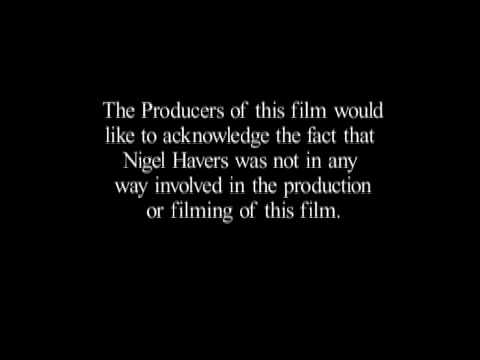 The Producers of this film would
like to acknowledge the fact that
Nigel Havers was not in any
way involved in the production
or filming of this film.